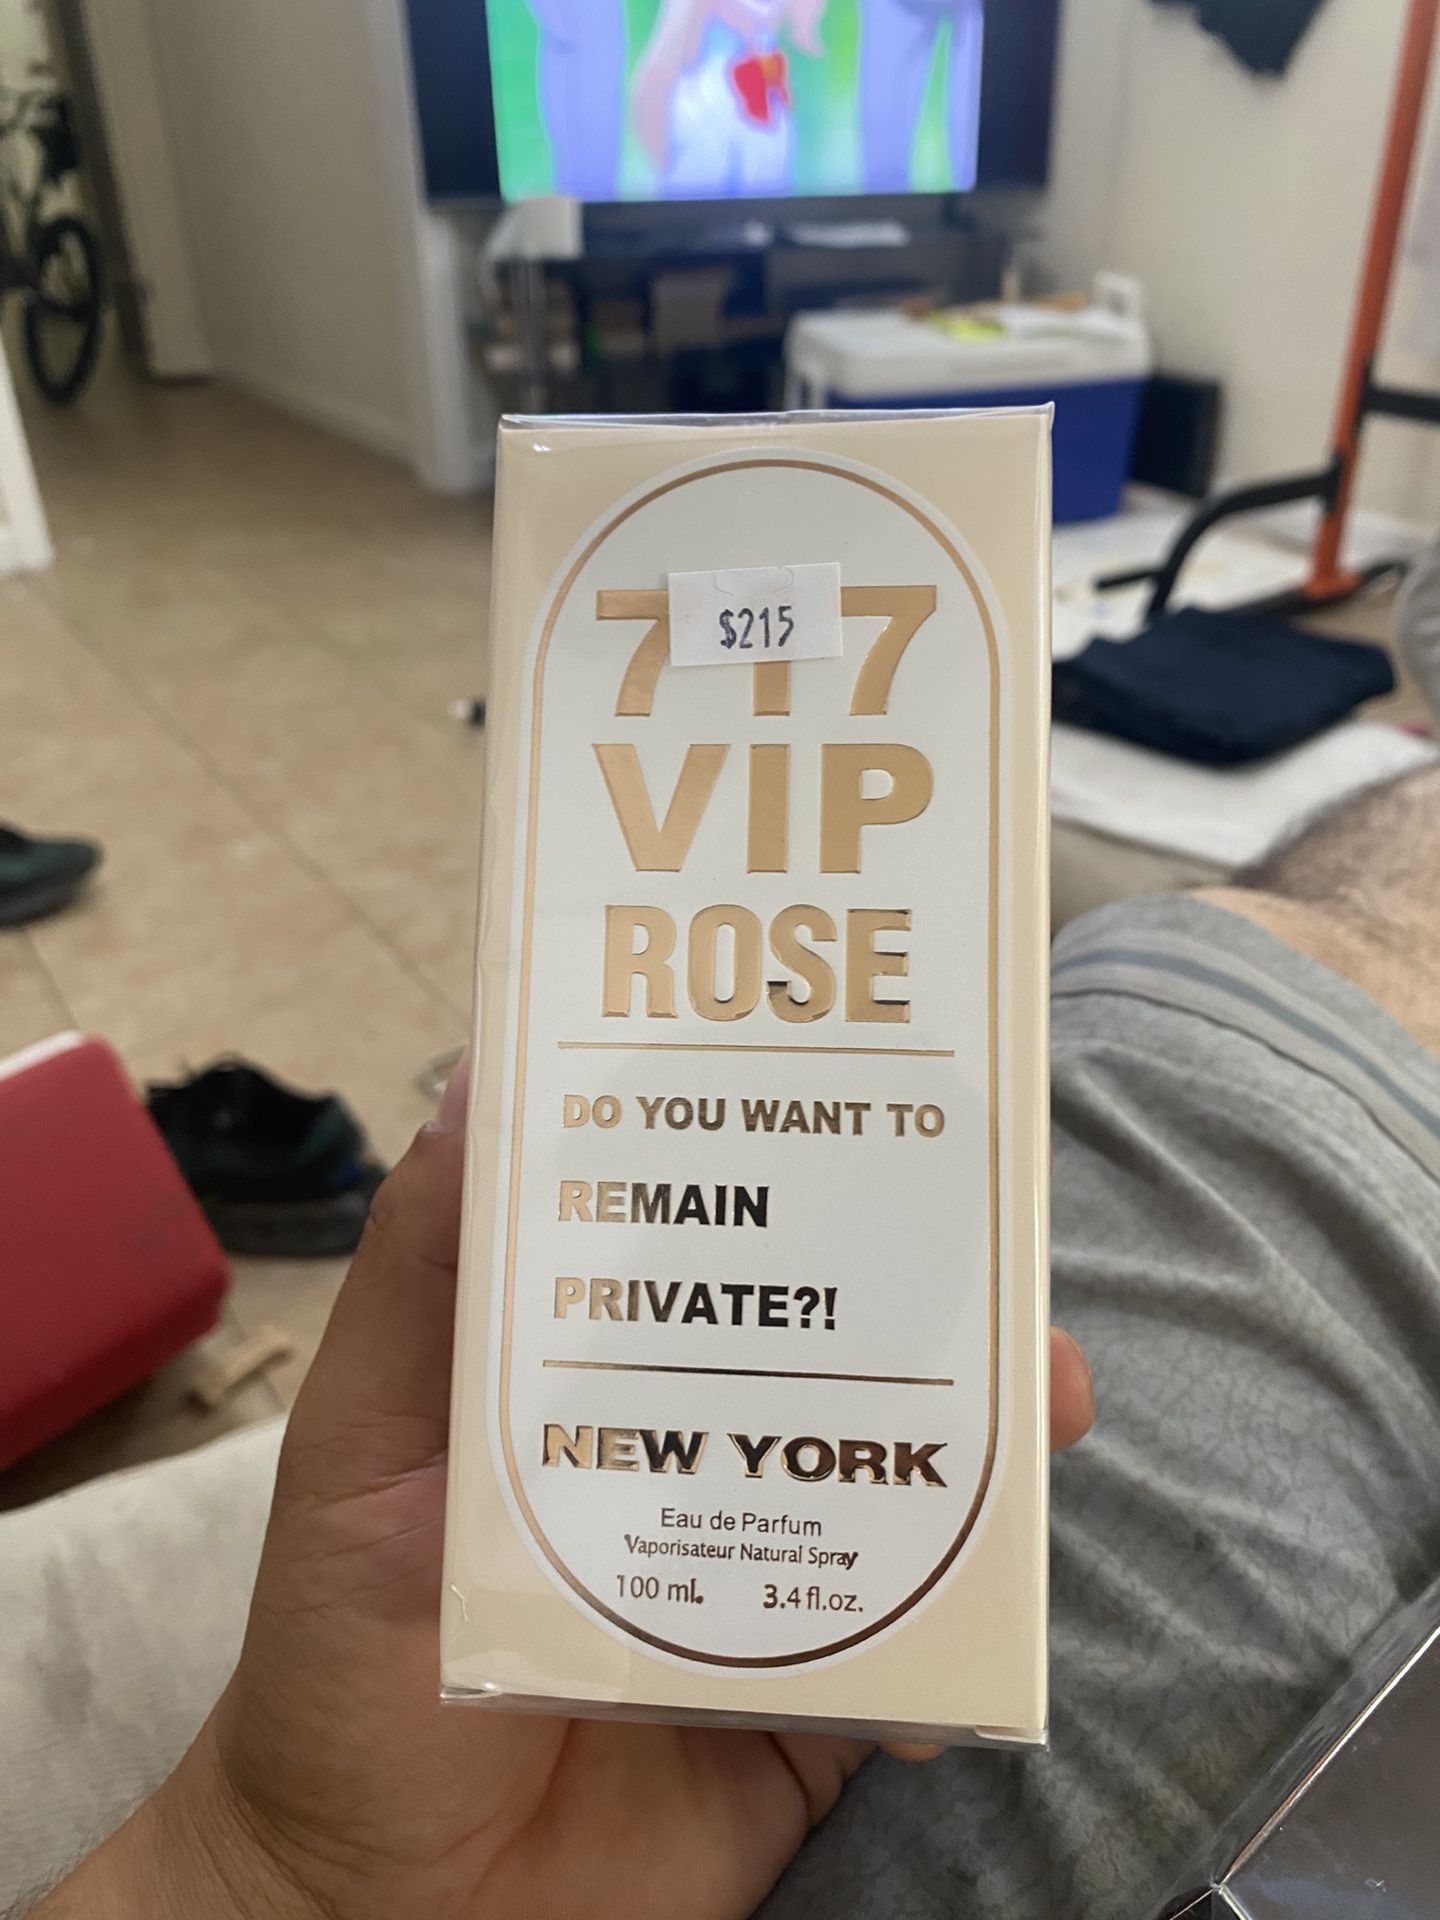 717
$215
VIP
ROSE
DO YOU WANT TO
REMAIN
PRIVATE?!
NEW YORK
Eau de Parfum
Vaporisateur Natural Spray
100 ml. 3.4 fl.oz.